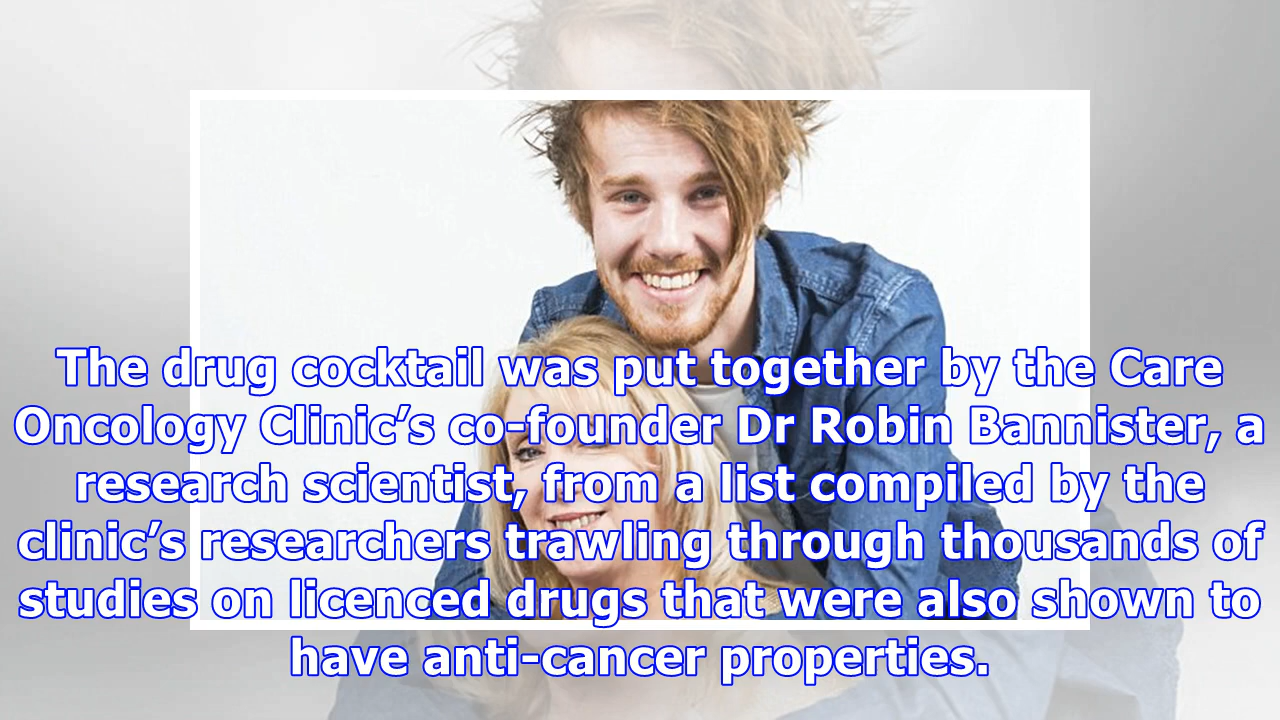 The drug cocktail was put together by the Care
Oncology Clinic’s co-founder Dr Robin Bannister, a
research scientist, from a list compiled by the
clinic’s researchers trawling through thousands of
studies on licenced drugs that were also shown to
have anti-cancer properties.